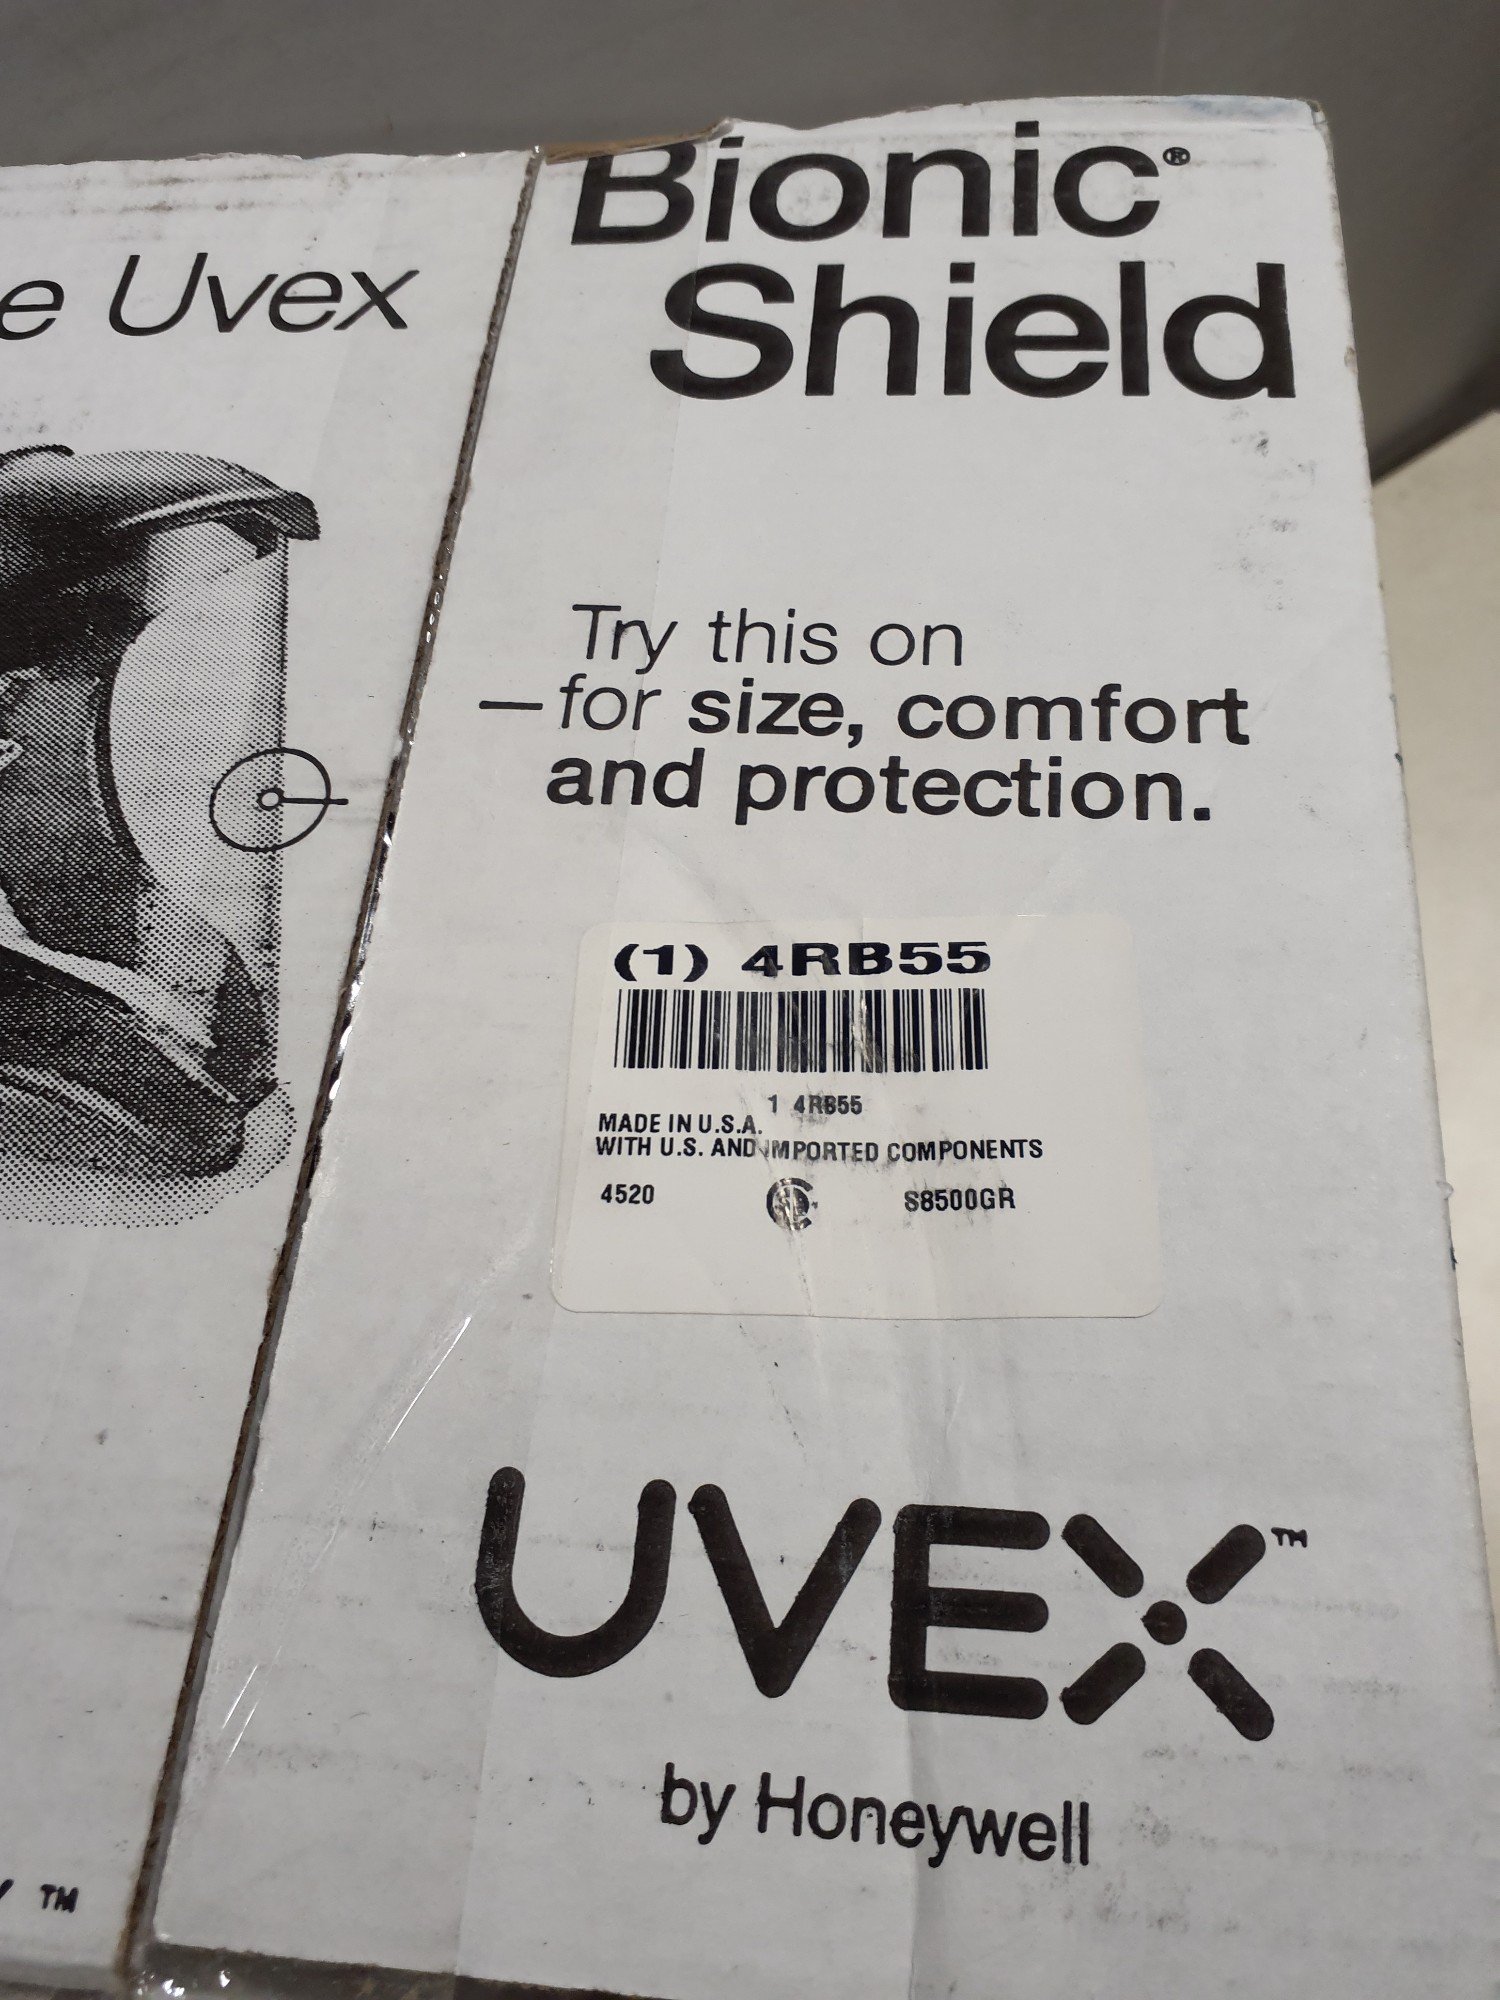 e Uvex
TM
Bionic®
Shield
Try this on
—for size, comfort
and protection.
(1) 4RB55
1 4RB55
MADE IN U.S.A.
WITH U.S. AND IMPORTED COMPONENTS
4520 S8500GR
UVEX™
by Honeywell